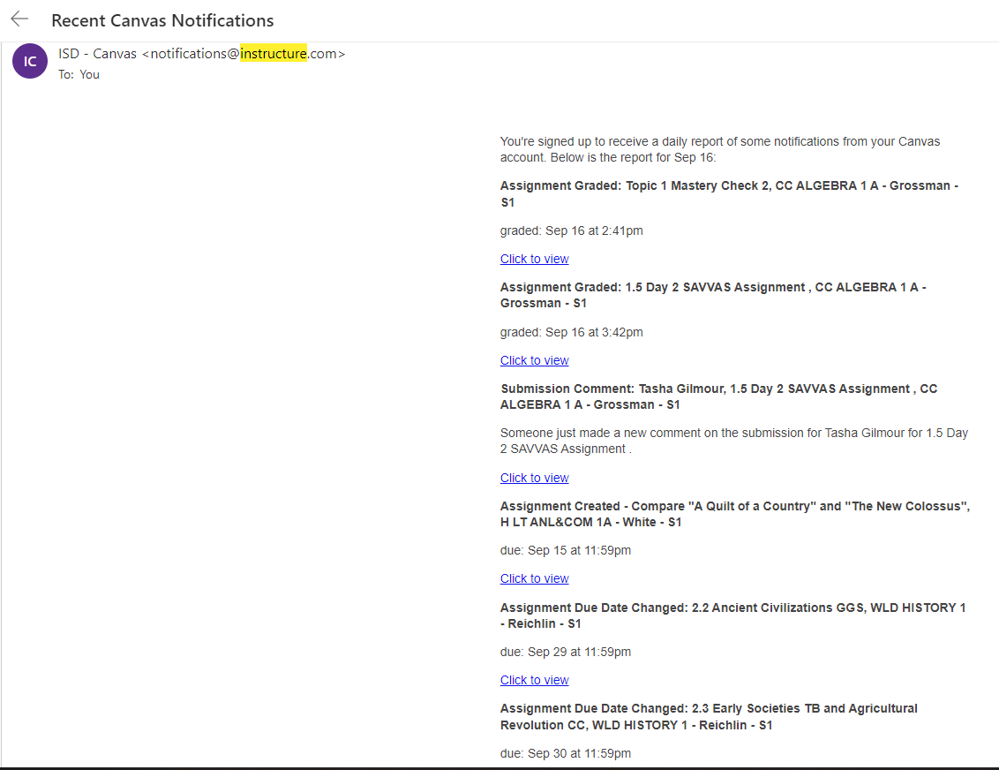 Recent Canvas Notifications
IC
ISD - Canvas <notifications@instructure.com>
To: You
You're signed up to receive a daily report of some notifications from your Canvas
account. Below is the report for Sep 16:
Assignment Graded: Topic 1 Mastery Check 2, CC ALGEBRA 1 A - Grossman -
S1
graded: Sep 16 at 2:41pm
Click to view
Assignment Graded: 1.5 Day 2 SAVVAS Assignment , CC ALGEBRA 1 A -
Grossman - S1
graded: Sep 16 at 3:42pm
Click to view
Submission Comment: Tasha Gilmour, 1.5 Day 2 SAVVAS Assignment , CC
ALGEBRA 1 A - Grossman - S1
Someone just made a new comment on the submission for Tasha Gilmour for 1.5 Day
2 SAVVAS Assignment .
Click to view
Assignment Created - Compare "A Quilt of a Country" and "The New Colossus",
H LT ANL&COM 1A - White - S1
due: Sep 15 at 11:59pm
Click to view
Assignment Due Date Changed: 2.2 Ancient Civilizations GGS, WLD HISTORY 1
- Reichlin - S1
due: Sep 29 at 11:59pm
Click to view
Assignment Due Date Changed: 2.3 Early Societies TB and Agricultural
Revolution CC, WLD HISTORY 1 - Reichlin - S1
due: Sep 30 at 11:59pm